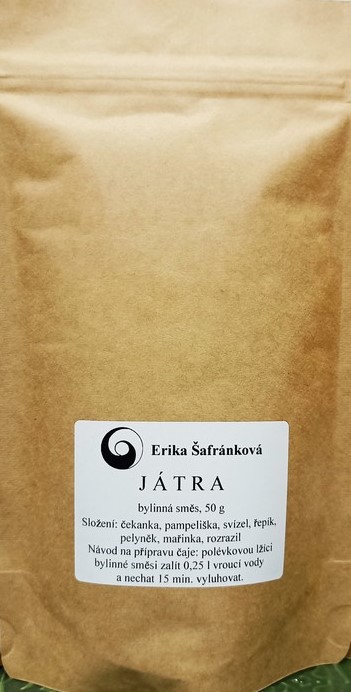 Erika Šafránková
JÁTRA
bylinná směs, 50 g
Složení: čekanka, pampeliška, svízel, řepík,
pelyněk, mařinka, rozrazil
Návod na přípravu čaje: polévkovou lžíci
bylinné směsi zalít 0,25 l vroucí vody
a nechat 15 min. vyluhovat.